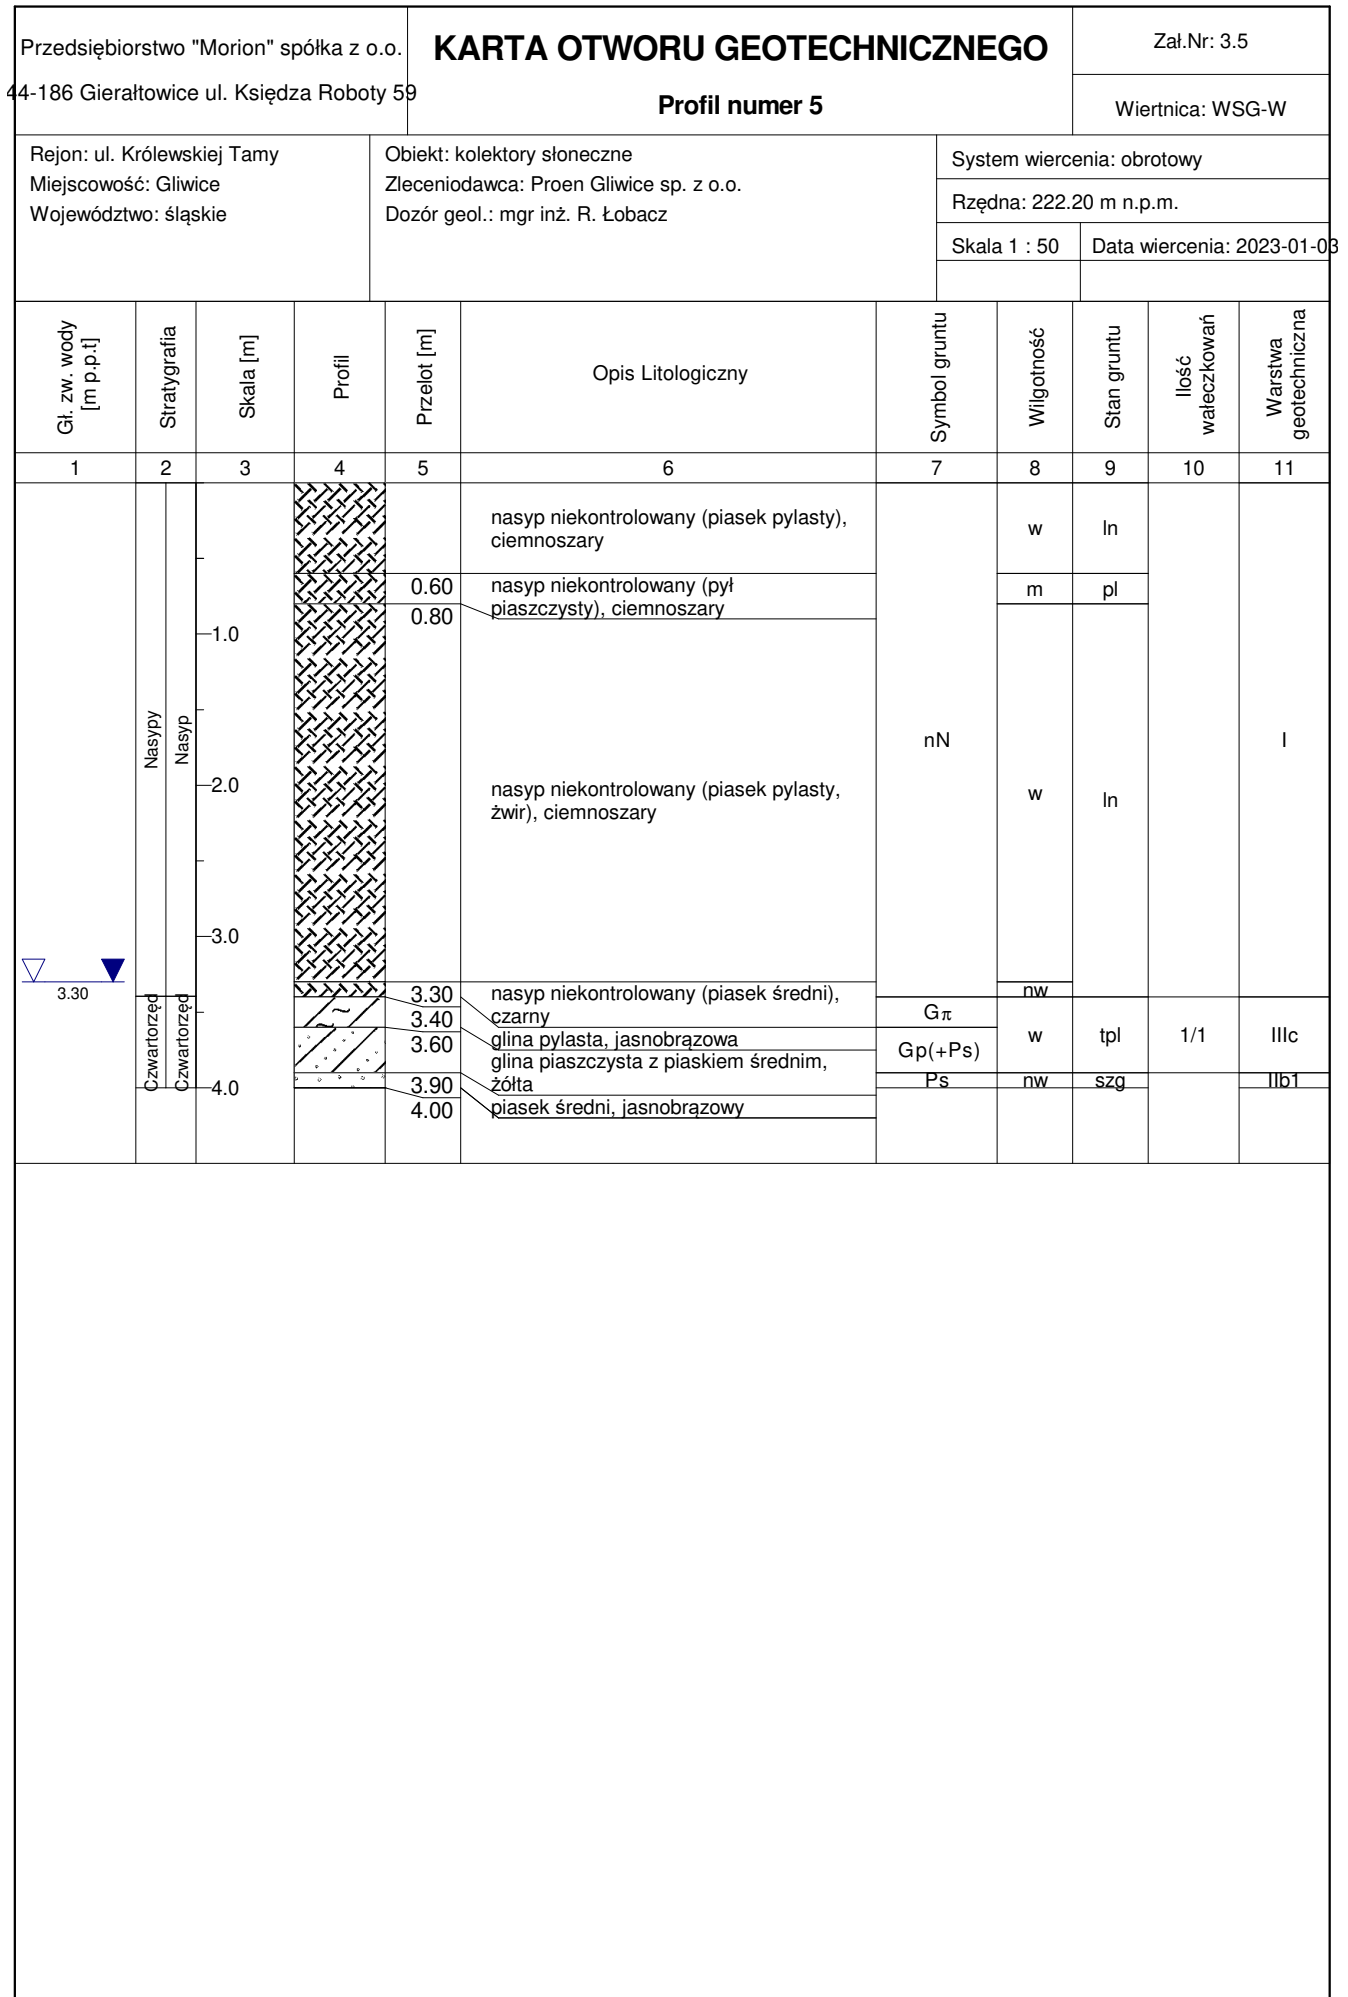 Przedsiębiorstwo "Morion" spółka z o.o.
44-186 Gierałtowice ul. Księdza Roboty 59
KARTA OTWORU GEOTECHNICZNEGO
Profil numer 5
Zał.Nr: 3.5
Wiertnica: WSG-W
Rejon: ul. Królewskiej Tamy
Miejscowość: Gliwice
Województwo: śląskie
Obiekt: kolektory słoneczne
Zleceniodawca: Proen Gliwice sp. z o.o.
Dozór geol.: mgr inż. R. Łobacz
System wiercenia: obrotowy
Rzędna: 222.20 m n.p.m.
Skala 1 : 50
Data wiercenia: 2023-01-03
Gł. zw. wody
[m p.p.t]
Stratygrafia
Skala [m]
Profil
Przelot [m]
Opis Litologiczny
Symbol gruntu
Wilgotność
Stan gruntu
Ilość
wałeczkowań
Warstwa
geotechniczna
1 2 3 4 5 6 7 8 9 10 11
nasyp niekontrolowany (piasek pylasty),
ciemnoszary
w ln
0.60 nasyp niekontrolowany (pył
piaszczysty), ciemnoszary
m pl
0.80
1.0
Nasypy
Nasyp
nN
I
2.0
nasyp niekontrolowany (piasek pylasty,
żwir), ciemnoszary
w ln
3.0
3.30
3.30 nasyp niekontrolowany (piasek średni),
czarny
nw
3.40
glina pylasta, jasnobrązowa
Gπ
3.60
glina piaszczysta z piaskiem średnim,
żółta
Gp(+Ps)
w tpl 1/1 IIIc
Czwartorzęd
Czwartorzęd
4.0
3.90
Ps nw szg IIb1
4.00
piasek średni, jasnobrązowy